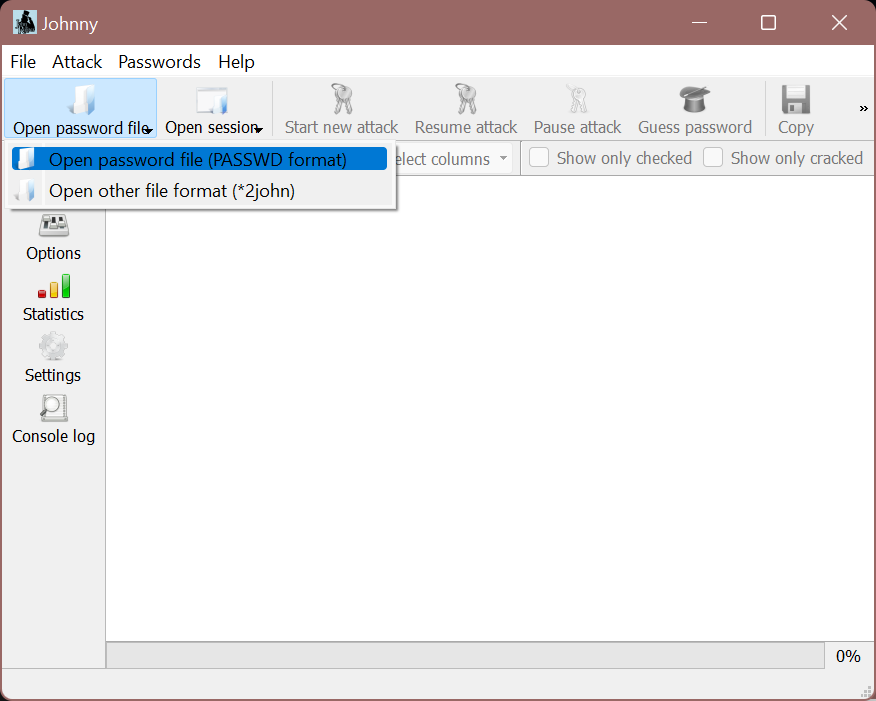 Johnny
File Attack Passwords Help
Open password file Open session Start new attack Resume attack Pause attack Guess password Copy »
Open password file (PASSWD format) elect columns Show only checked Show only cracked
Open other file format (*2john)
Options
Statistics
Settings
Console log
0%